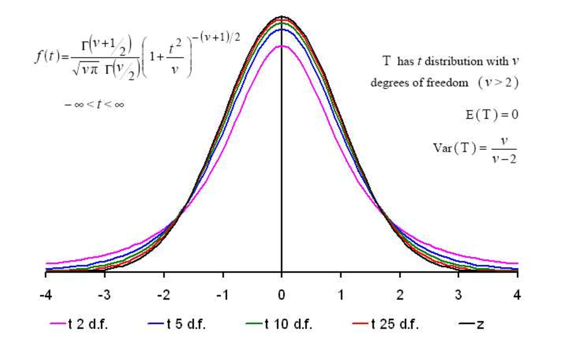 f(t)=Γ(ν+1/2)/√νπ Γ(ν/2) (1+t²/ν)^−(ν+1)/2
−∞<t<∞
T has t distribution with ν
degrees of freedom (ν>2)
E(T)=0
Var(T)=ν/ν−2
-4 -3 -2 -1 0 1 2 3 4
t 2 d.f. t 5 d.f. t 10 d.f. t 25 d.f. z